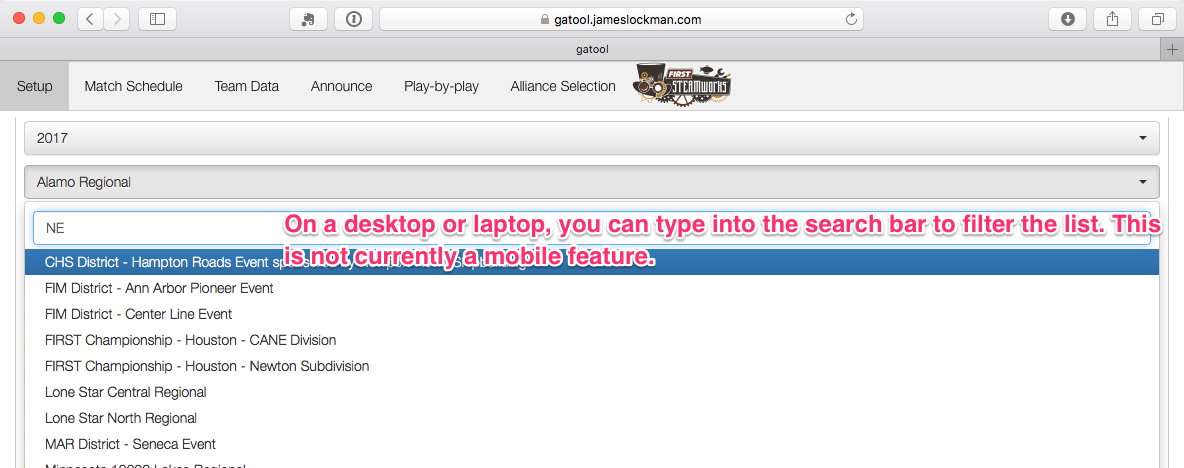 gatool.jameslockman.com
gatool
Setup Match Schedule Team Data Announce Play-by-play Alliance Selection FIRST STEAMWORKS
2017
Alamo Regional
NE
On a desktop or laptop, you can type into the search bar to filter the list. This
is not currently a mobile feature.
CHS District - Hampton Roads Event
FIM District - Ann Arbor Pioneer Event
FIM District - Center Line Event
FIRST Championship - Houston - CANE Division
FIRST Championship - Houston - Newton Subdivision
Lone Star Central Regional
Lone Star North Regional
MAR District - Seneca Event
Minnesota 10000 Lakes Regional